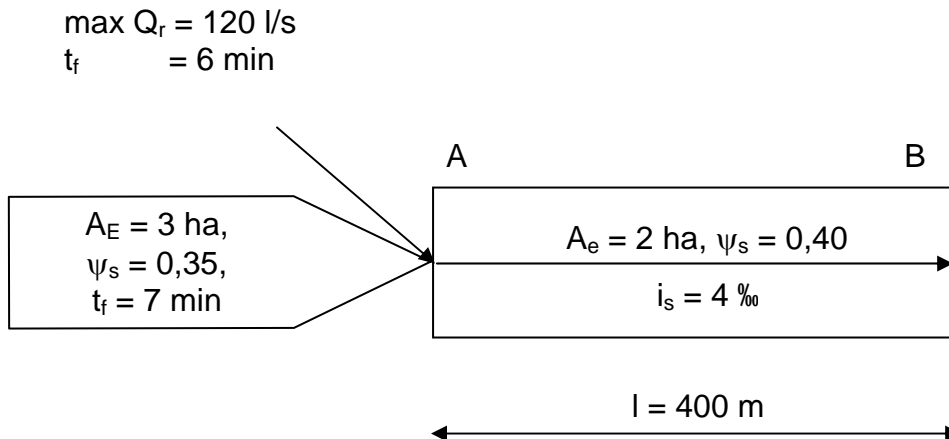 max Qr = 120 l/s
tf = 6 min
A B
AE = 3 ha,
ψs = 0,35,
tf = 7 min
Ae = 2 ha, ψs = 0,40
is = 4 ‰
l = 400 m